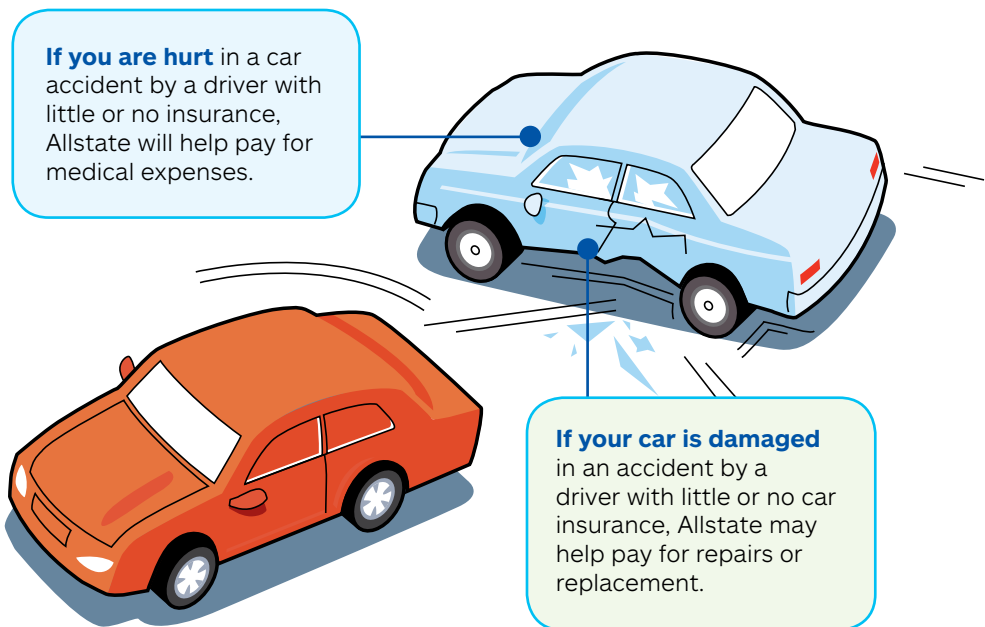 If you are hurt in a car
accident by a driver with
little or no insurance,
Allstate will help pay for
medical expenses.
If your car is damaged
in an accident by a
driver with little or no car
insurance, Allstate may
help pay for repairs or
replacement.